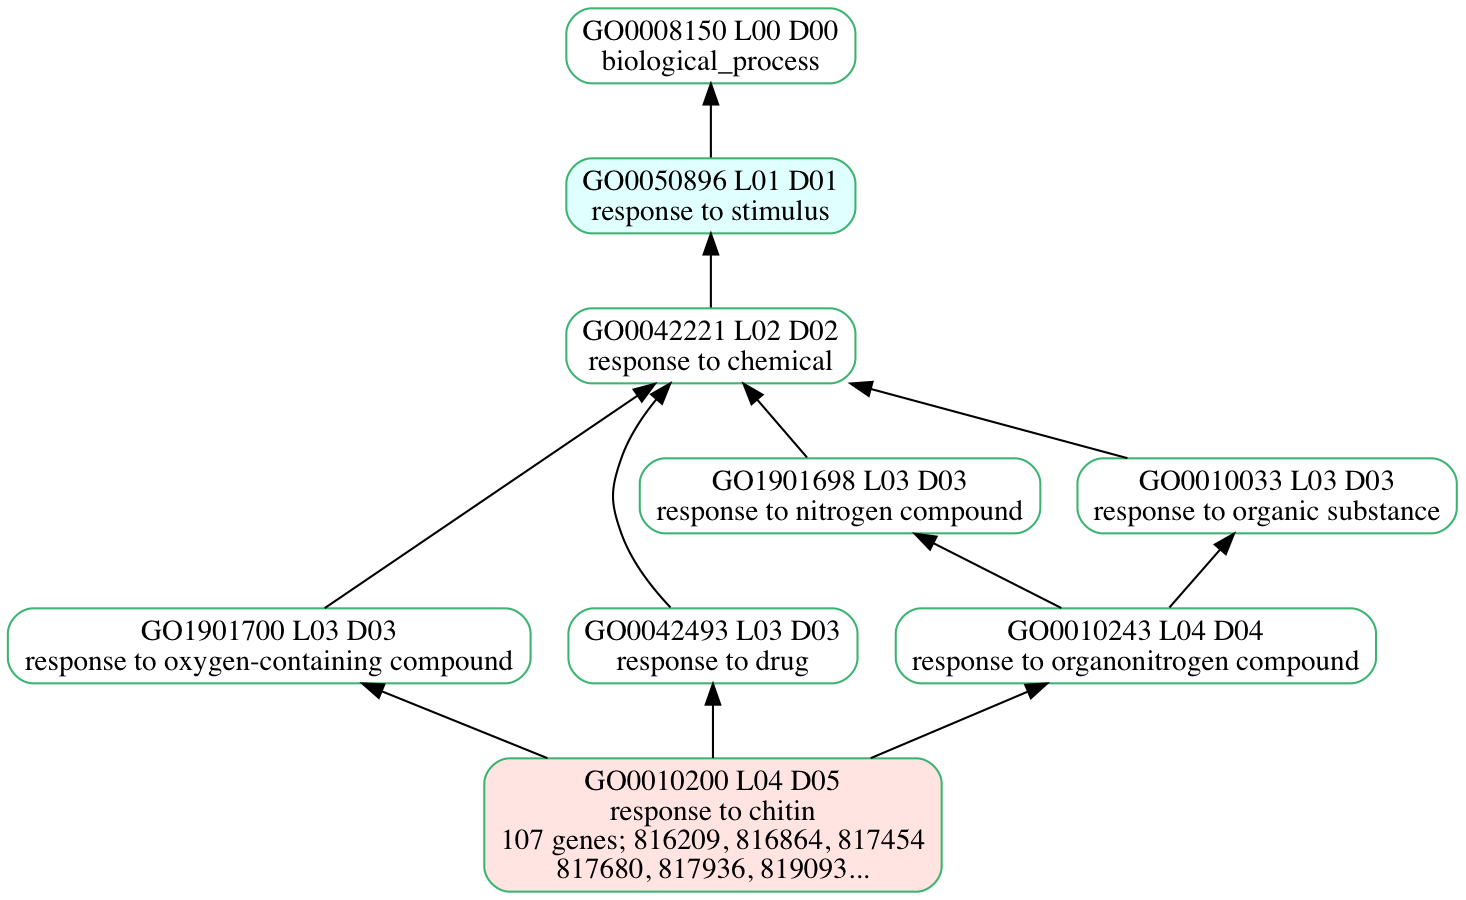 GO0008150 L00 D00
biological_process
GO0050896 L01 D01
response to stimulus
GO0042221 L02 D02
response to chemical
GO1901698 L03 D03
response to nitrogen compound
GO0010033 L03 D03
response to organic substance
GO1901700 L03 D03
response to oxygen-containing compound
GO0042493 L03 D03
response to drug
GO0010243 L04 D04
response to organonitrogen compound
GO0010200 L04 D05
response to chitin
107 genes; 816209, 816864, 817454
817680, 817936, 819093...